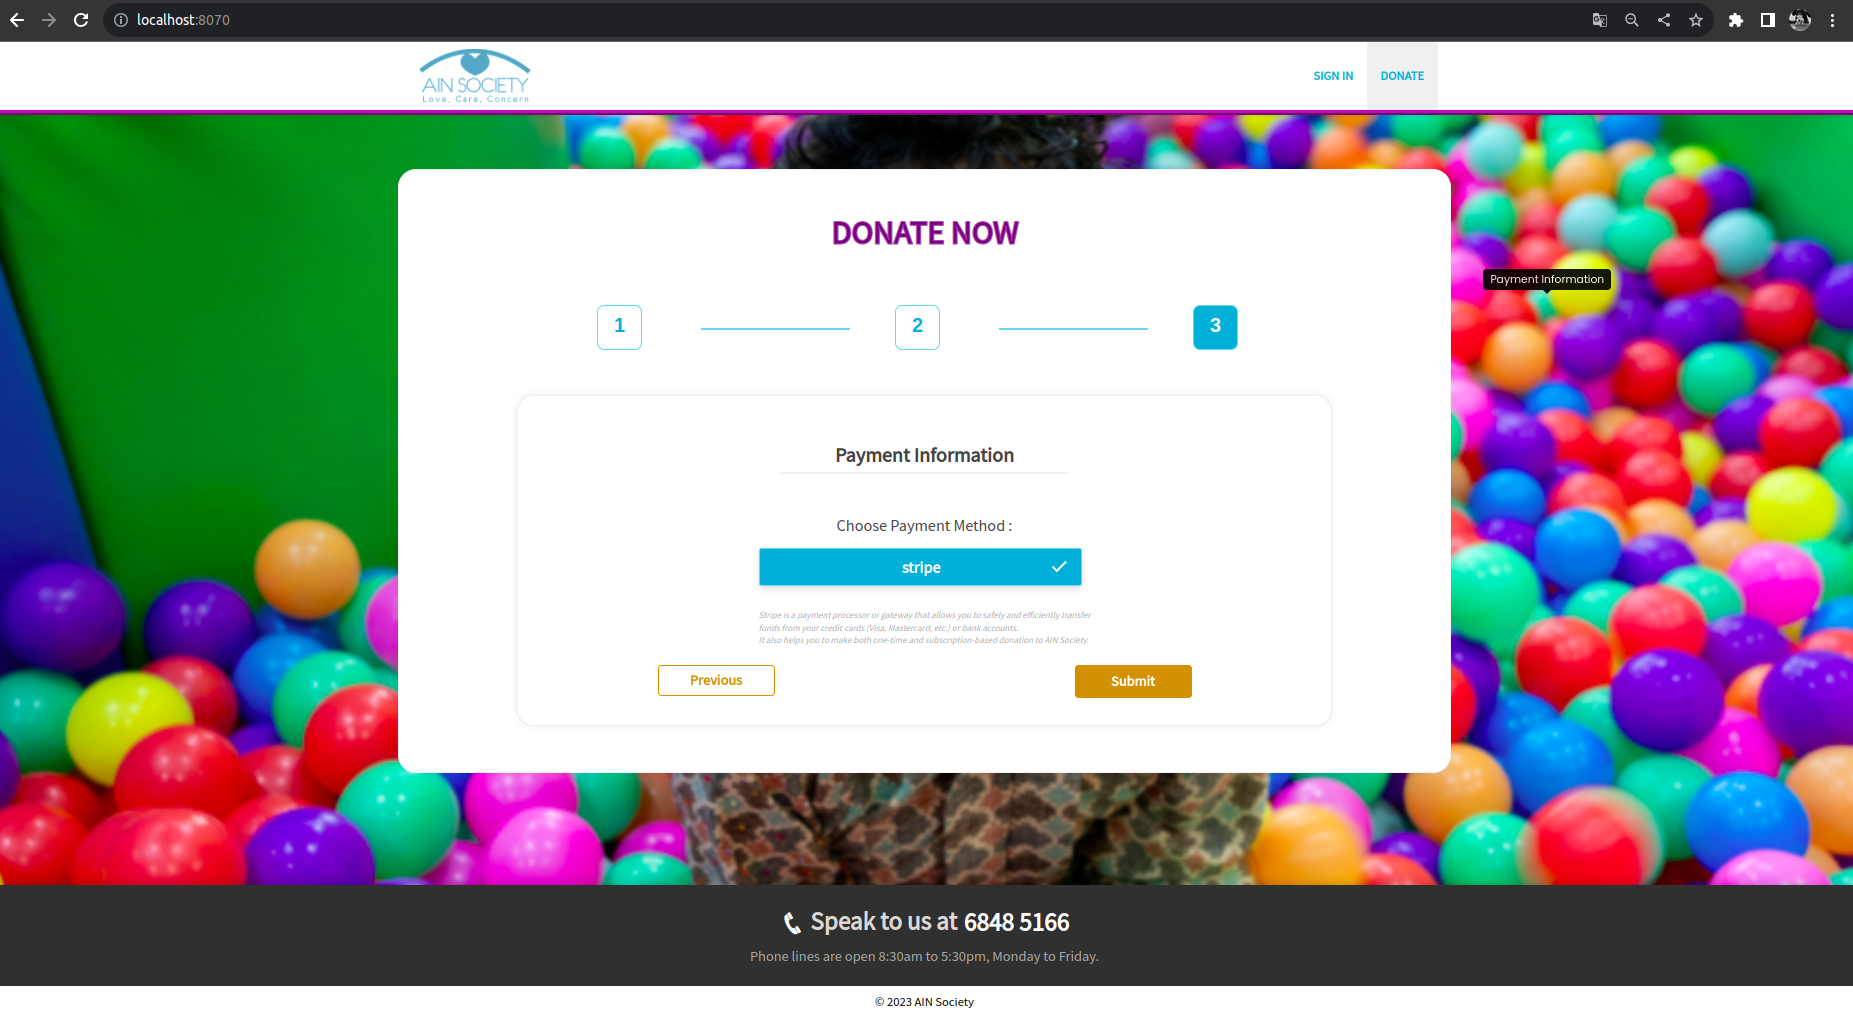 localhost:8070
AIN SOCIETY
Love, Care, Concern
SIGN IN
DONATE
DONATE NOW
Payment Information
1
2
3
Payment Information
Choose Payment Method :
stripe
Stripe is a payment processor or gateway that allows you to safely and efficiently transfer
funds from your credit cards (Visa, Mastercard, etc.) or bank accounts.
It also helps you to make both one-time and subscription-based donation to AIN Society.
Previous
Submit
Speak to us at 6848 5166
Phone lines are open 8:30am to 5:30pm, Monday to Friday.
© 2023 AIN Society